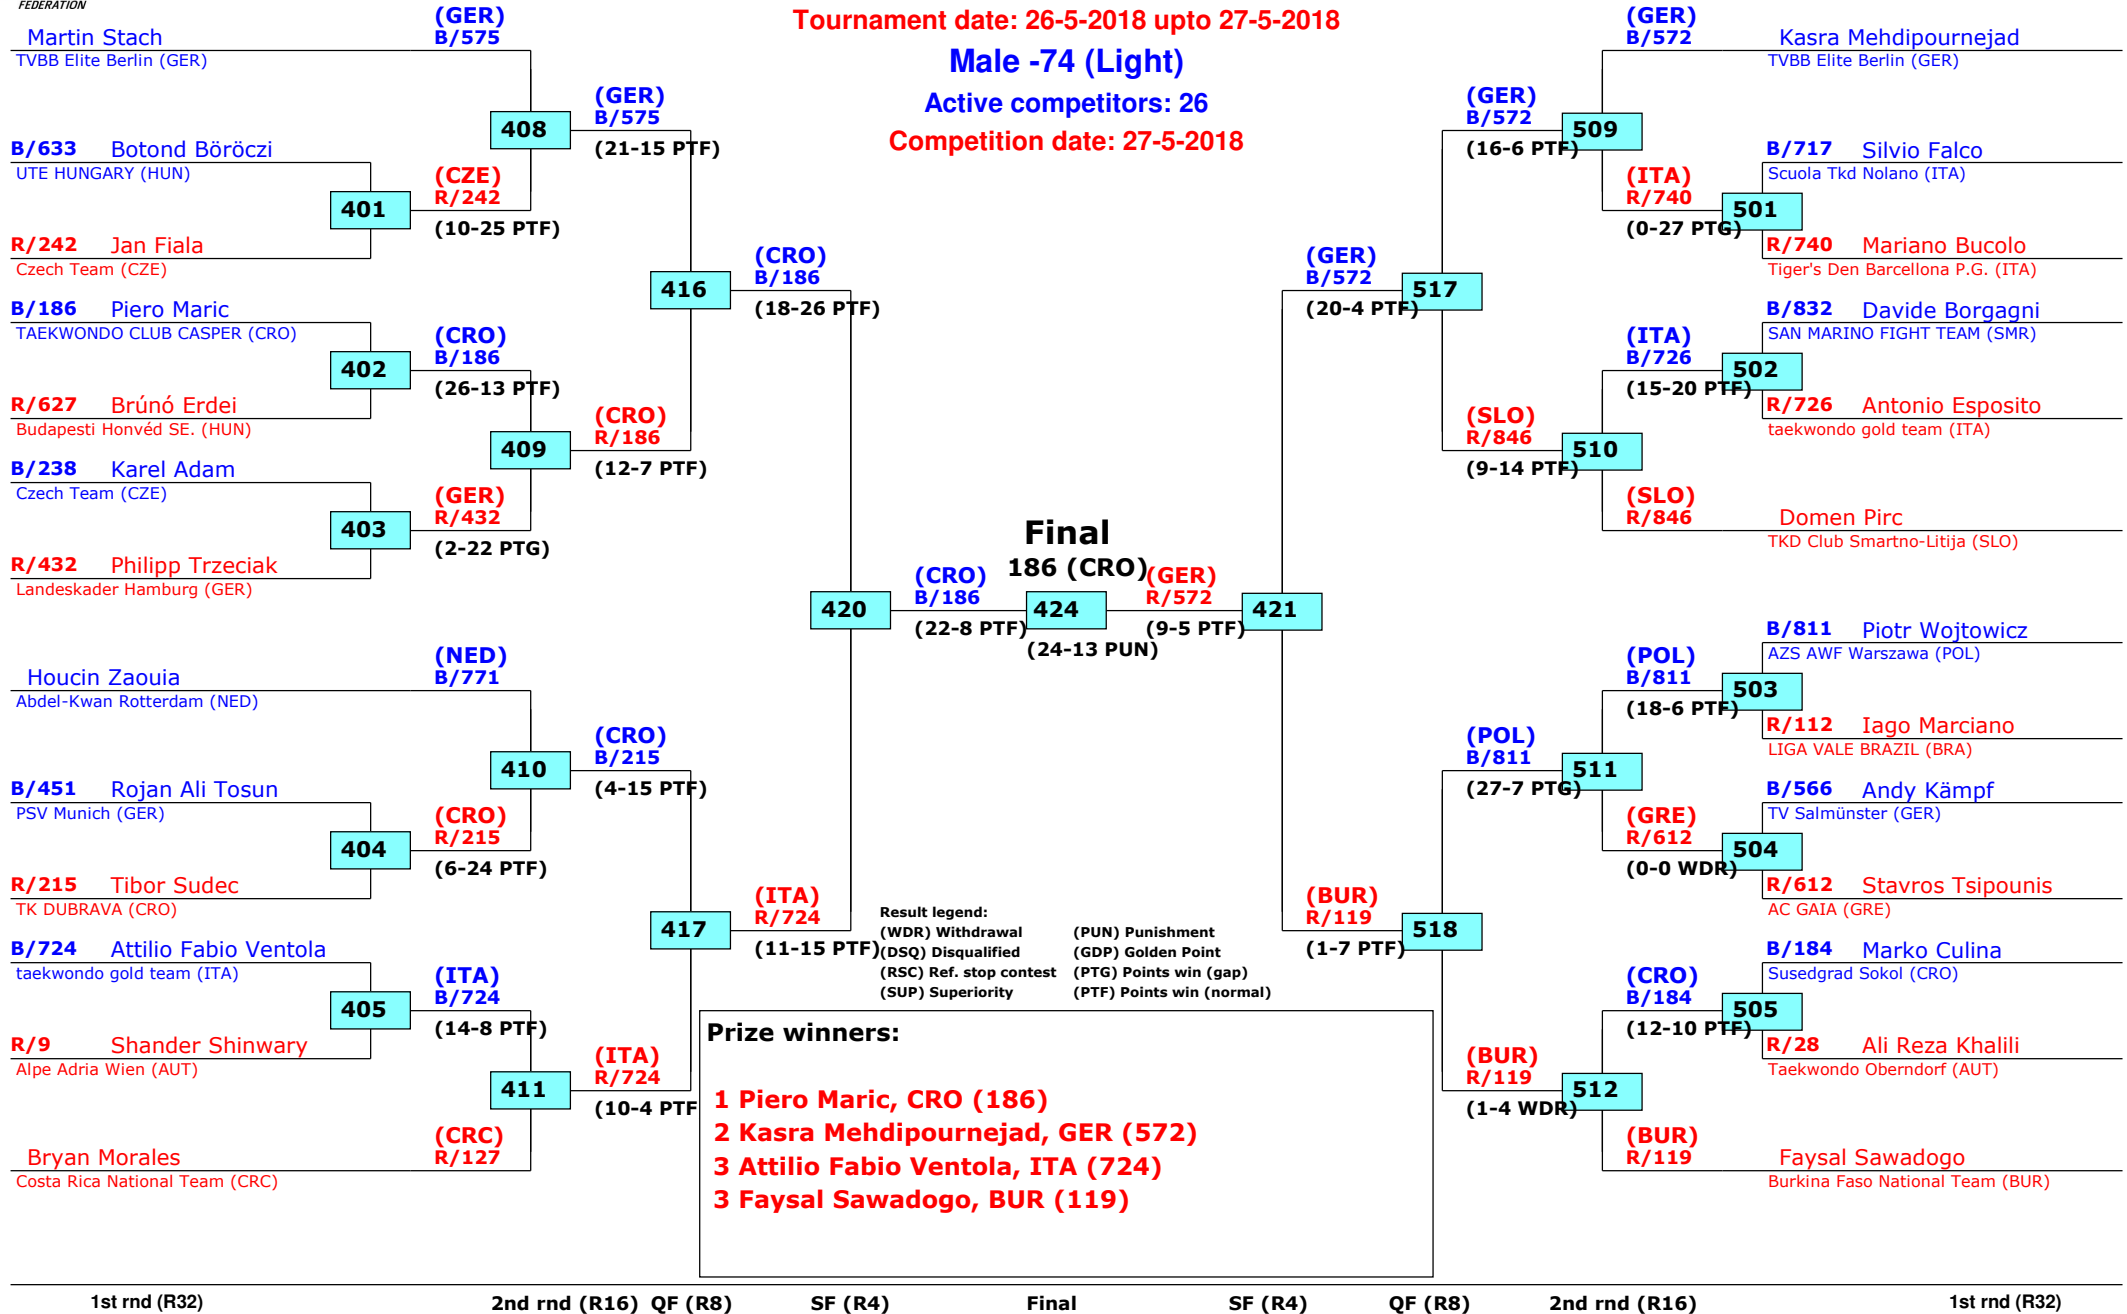 FEDERATION
Tournament date: 26-5-2018 upto 27-5-2018
Male -74 (Light)
Active competitors: 26
Competition date: 27-5-2018
Martin Stach
TVBB Elite Berlin (GER)
(GER)
B/575
408
(GER)
B/575
(21-15 PTF)
B/633 Botond Böröczi
UTE HUNGARY (HUN)
401
(CZE)
R/242
(10-25 PTF)
R/242 Jan Fiala
Czech Team (CZE)
416
(CRO)
B/186
(18-26 PTF)
B/186 Piero Maric
TAEKWONDO CLUB CASPER (CRO)
402
(CRO)
B/186
(26-13 PTF)
R/627 Brúnó Erdei
Budapesti Honvéd SE. (HUN)
409
(CRO)
R/186
(12-7 PTF)
B/238 Karel Adam
Czech Team (CZE)
403
(GER)
R/432
(2-22 PTG)
R/432 Philipp Trzeciak
Landeskader Hamburg (GER)
420
(CRO)
B/186
(22-8 PTF)
Final
186 (CRO)
424
(24-13 PUN)
(GER)
R/572
(9-5 PTF)
421
Houcin Zaouia
Abdel-Kwan Rotterdam (NED)
(NED)
B/771
410
(CRO)
B/215
(4-15 PTF)
B/451 Rojan Ali Tosun
PSV Munich (GER)
404
(CRO)
R/215
(6-24 PTF)
R/215 Tibor Sudec
TK DUBRAVA (CRO)
417
(ITA)
R/724
(11-15 PTF)
B/724 Attilio Fabio Ventola
taekwondo gold team (ITA)
405
(ITA)
B/724
(14-8 PTF)
R/9 Shander Shinwary
Alpe Adria Wien (AUT)
411
(ITA)
R/724
(10-4 PTF
Bryan Morales
Costa Rica National Team (CRC)
(CRC)
R/127
(GER)
B/572
Kasra Mehdipournejad
TVBB Elite Berlin (GER)
(GER)
B/572
(16-6 PTF)
509
B/717 Silvio Falco
Scuola Tkd Nolano (ITA)
(ITA)
R/740
(0-27 PTG)
501
R/740 Mariano Bucolo
Tiger's Den Barcellona P.G. (ITA)
(GER)
B/572
(20-4 PTF)
517
B/832 Davide Borgagni
SAN MARINO FIGHT TEAM (SMR)
(ITA)
B/726
(15-20 PTF)
502
R/726 Antonio Esposito
taekwondo gold team (ITA)
(SLO)
R/846
(9-14 PTF)
510
(SLO)
R/846
Domen Pirc
TKD Club Smartno-Litija (SLO)
B/811 Piotr Wojtowicz
AZS AWF Warszawa (POL)
(POL)
B/811
(18-6 PTF)
503
R/112 Iago Marciano
LIGA VALE BRAZIL (BRA)
(POL)
B/811
(27-7 PTG)
511
B/566 Andy Kämpf
TV Salmünster (GER)
(GRE)
R/612
(0-0 WDR)
504
R/612 Stavros Tsipounis
AC GAIA (GRE)
(BUR)
R/119
(1-7 PTF)
518
B/184 Marko Culina
Susedgrad Sokol (CRO)
(CRO)
B/184
(12-10 PTF)
505
R/28 Ali Reza Khalili
Taekwondo Oberndorf (AUT)
(BUR)
R/119
(1-4 WDR)
512
(BUR)
R/119
Faysal Sawadogo
Burkina Faso National Team (BUR)
Result legend:
(WDR) Withdrawal (PUN) Punishment
(DSQ) Disqualified (GDP) Golden Point
(RSC) Ref. stop contest (PTG) Points win (gap)
(SUP) Superiority (PTF) Points win (normal)
Prize winners:
1 Piero Maric, CRO (186)
2 Kasra Mehdipournejad, GER (572)
3 Attilio Fabio Ventola, ITA (724)
3 Faysal Sawadogo, BUR (119)
1st rnd (R32) 2nd rnd (R16) QF (R8) SF (R4) Final SF (R4) QF (R8) 2nd rnd (R16) 1st rnd (R32)